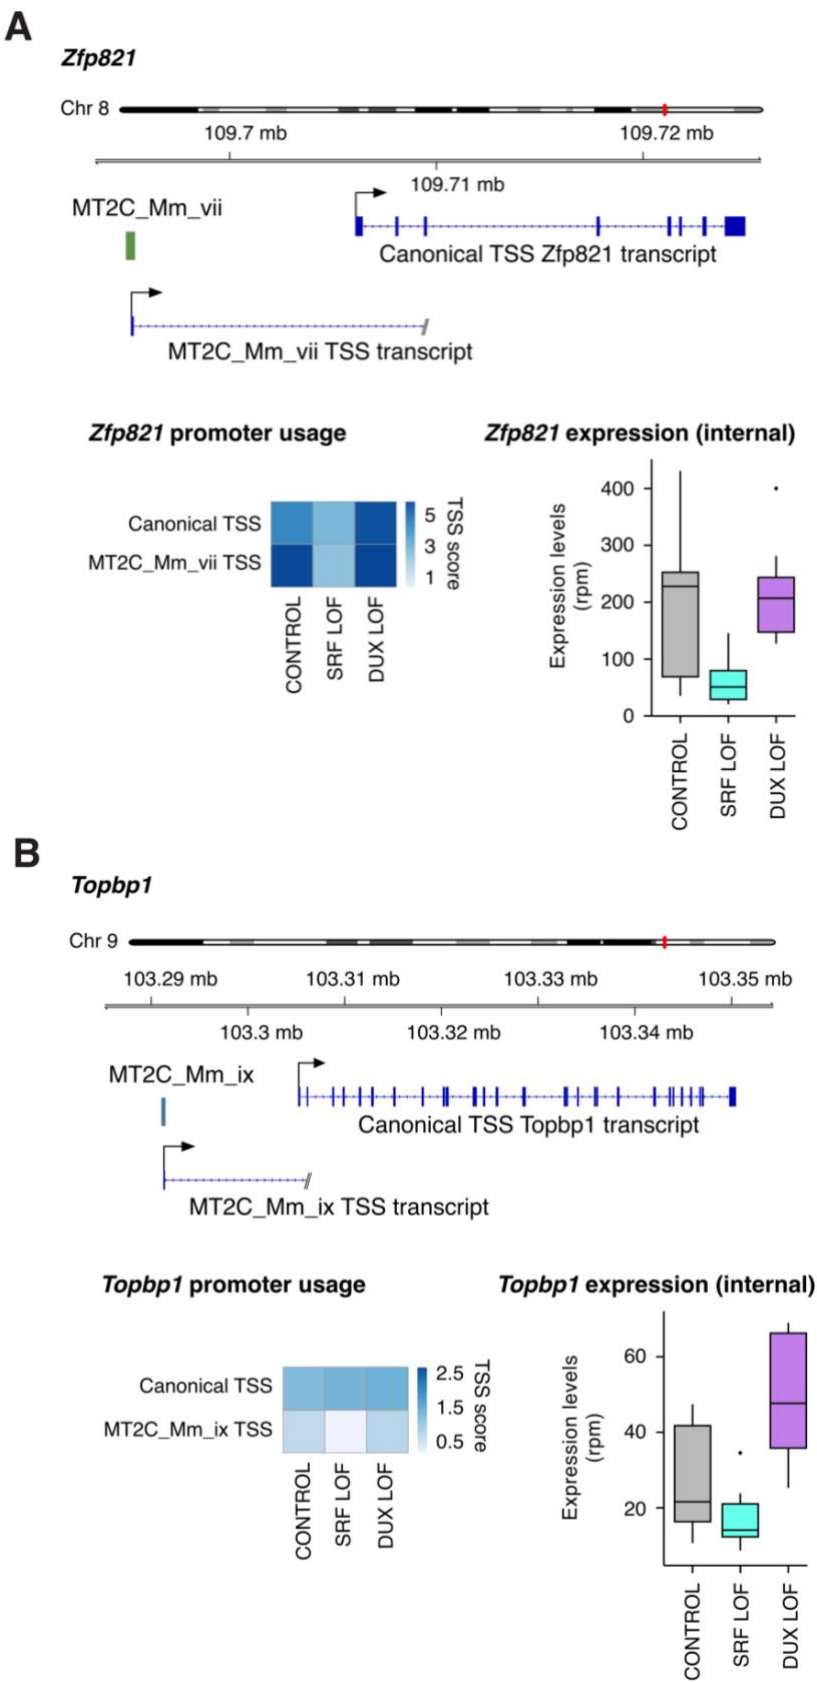 A
Zfp821
Chr 8
109.7 mb 109.72 mb
109.71 mb
MT2C_Mm_vii
Canonical TSS Zfp821 transcript
MT2C_Mm_vii TSS transcript
Zfp821 promoter usage
Canonical TSS
MT2C_Mm_vii TSS
5
3
1
TSS score
CONTROL
SRF LOF
DUX LOF
Zfp821 expression (internal)
Expression levels
(rpm)
400
300
200
100
0
CONTROL
SRF LOF
DUX LOF
B
Topbp1
Chr 9
103.29 mb 103.31 mb 103.33 mb 103.35 mb
103.3 mb 103.32 mb 103.34 mb
MT2C_Mm_ix
Canonical TSS Topbp1 transcript
MT2C_Mm_ix TSS transcript
Topbp1 promoter usage
Canonical TSS
MT2C_Mm_ix TSS
2.5
1.5
0.5
TSS score
CONTROL
SRF LOF
DUX LOF
Topbp1 expression (internal)
Expression levels
(rpm)
60
40
20
CONTROL
SRF LOF
DUX LOF